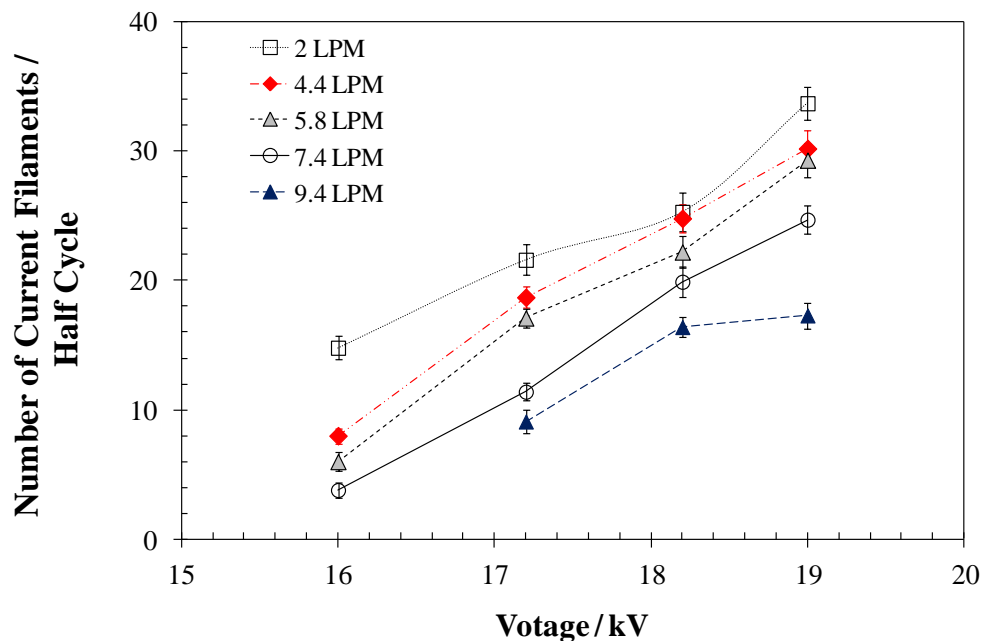 Number of Current Filaments /
Half Cycle
40
30
20
10
0
2 LPM
4.4 LPM
5.8 LPM
7.4 LPM
9.4 LPM
15 16 17 18 19 20
Votage / kV